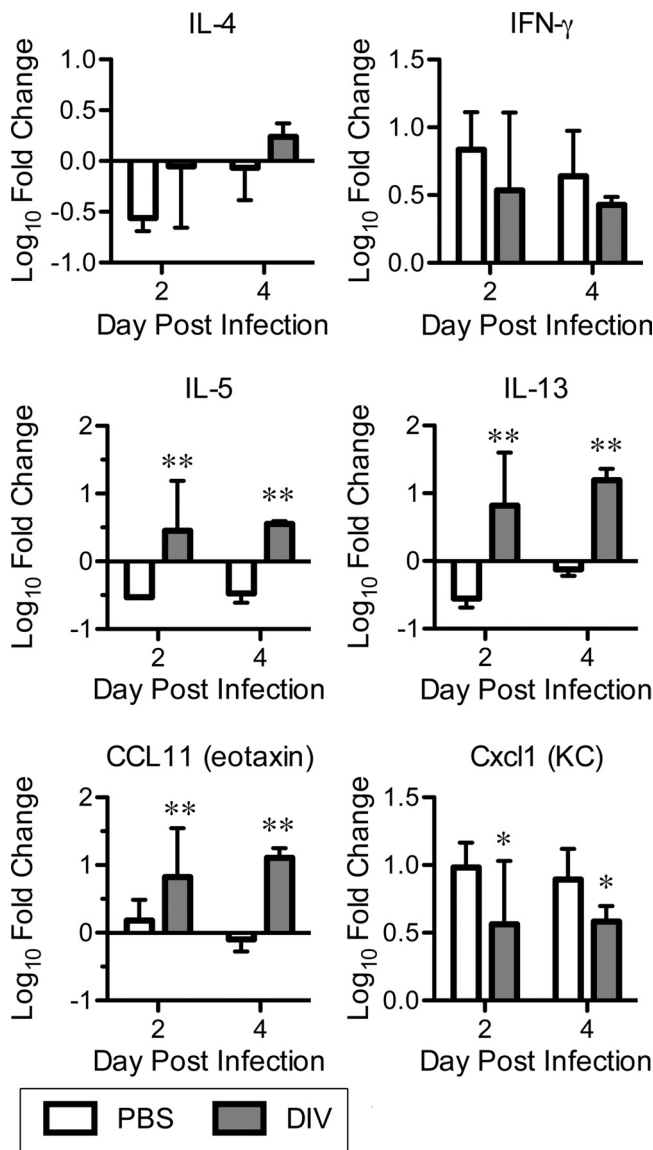 IL-4
IFN-γ
Log10 Fold Change
1.0
0.5
0.0
-0.5
-1.0
2 4
Day Post Infection
Log10 Fold Change
1.5
1.0
0.5
0.0
2 4
Day Post Infection
IL-5
IL-13
Log10 Fold Change
2
1
0
-1
** **
2 4
Day Post Infection
Log10 Fold Change
2
1
0
-1
** **
2 4
Day Post Infection
CCL11 (eotaxin)
Cxcl1 (KC)
Log10 Fold Change
2
1
0
-1
** **
2 4
Day Post Infection
Log10 Fold Change
1.5
1.0
0.5
0.0
* *
2 4
Day Post Infection
PBS DIV